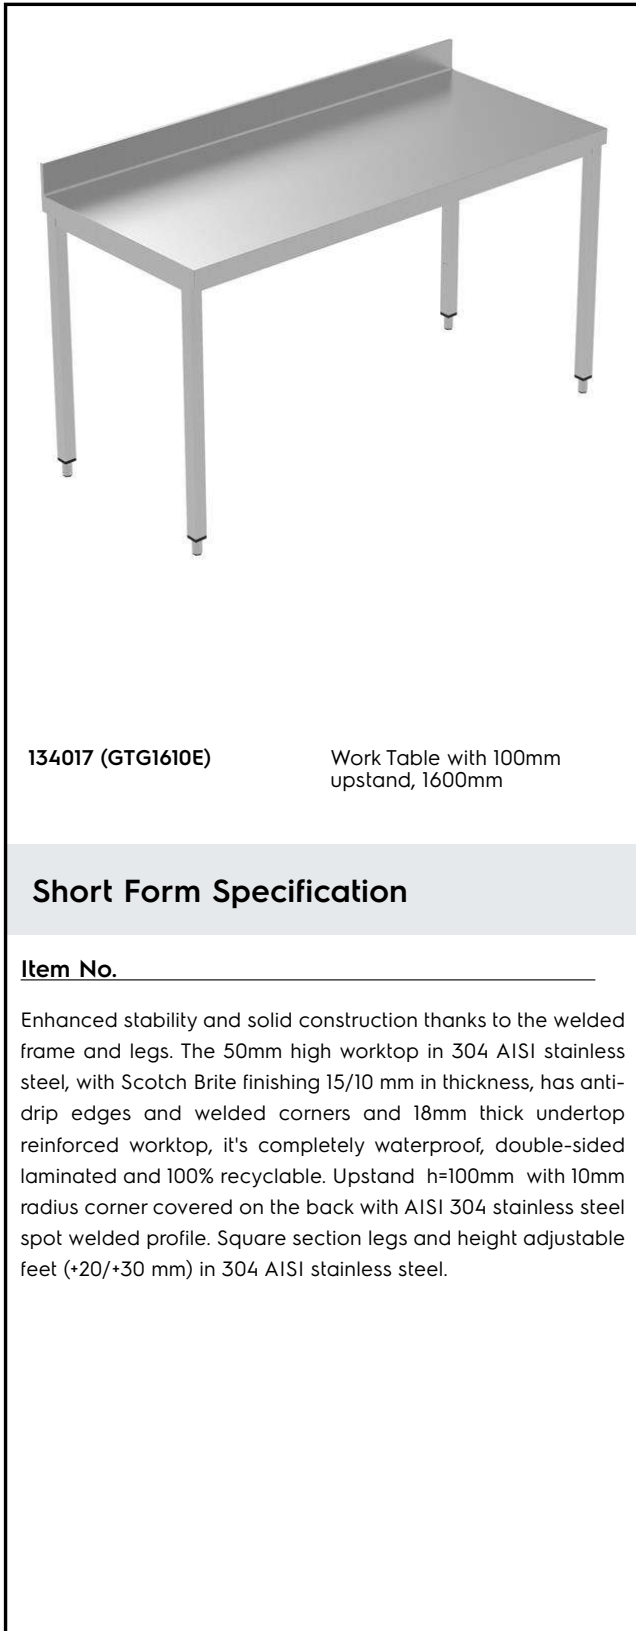 134017 (GTG1610E)
Work Table with 100mm
upstand, 1600mm
Short Form Specification
Item No.
Enhanced stability and solid construction thanks to the welded
frame and legs. The 50mm high worktop in 304 AISI stainless
steel, with Scotch Brite finishing 15/10 mm in thickness, has anti-
drip edges and welded corners and 18mm thick undertop
reinforced worktop, it's completely waterproof, double-sided
laminated and 100% recyclable. Upstand h=100mm with 10mm
radius corner covered on the back with AISI 304 stainless steel
spot welded profile. Square section legs and height adjustable
feet (+20/+30 mm) in 304 AISI stainless steel.